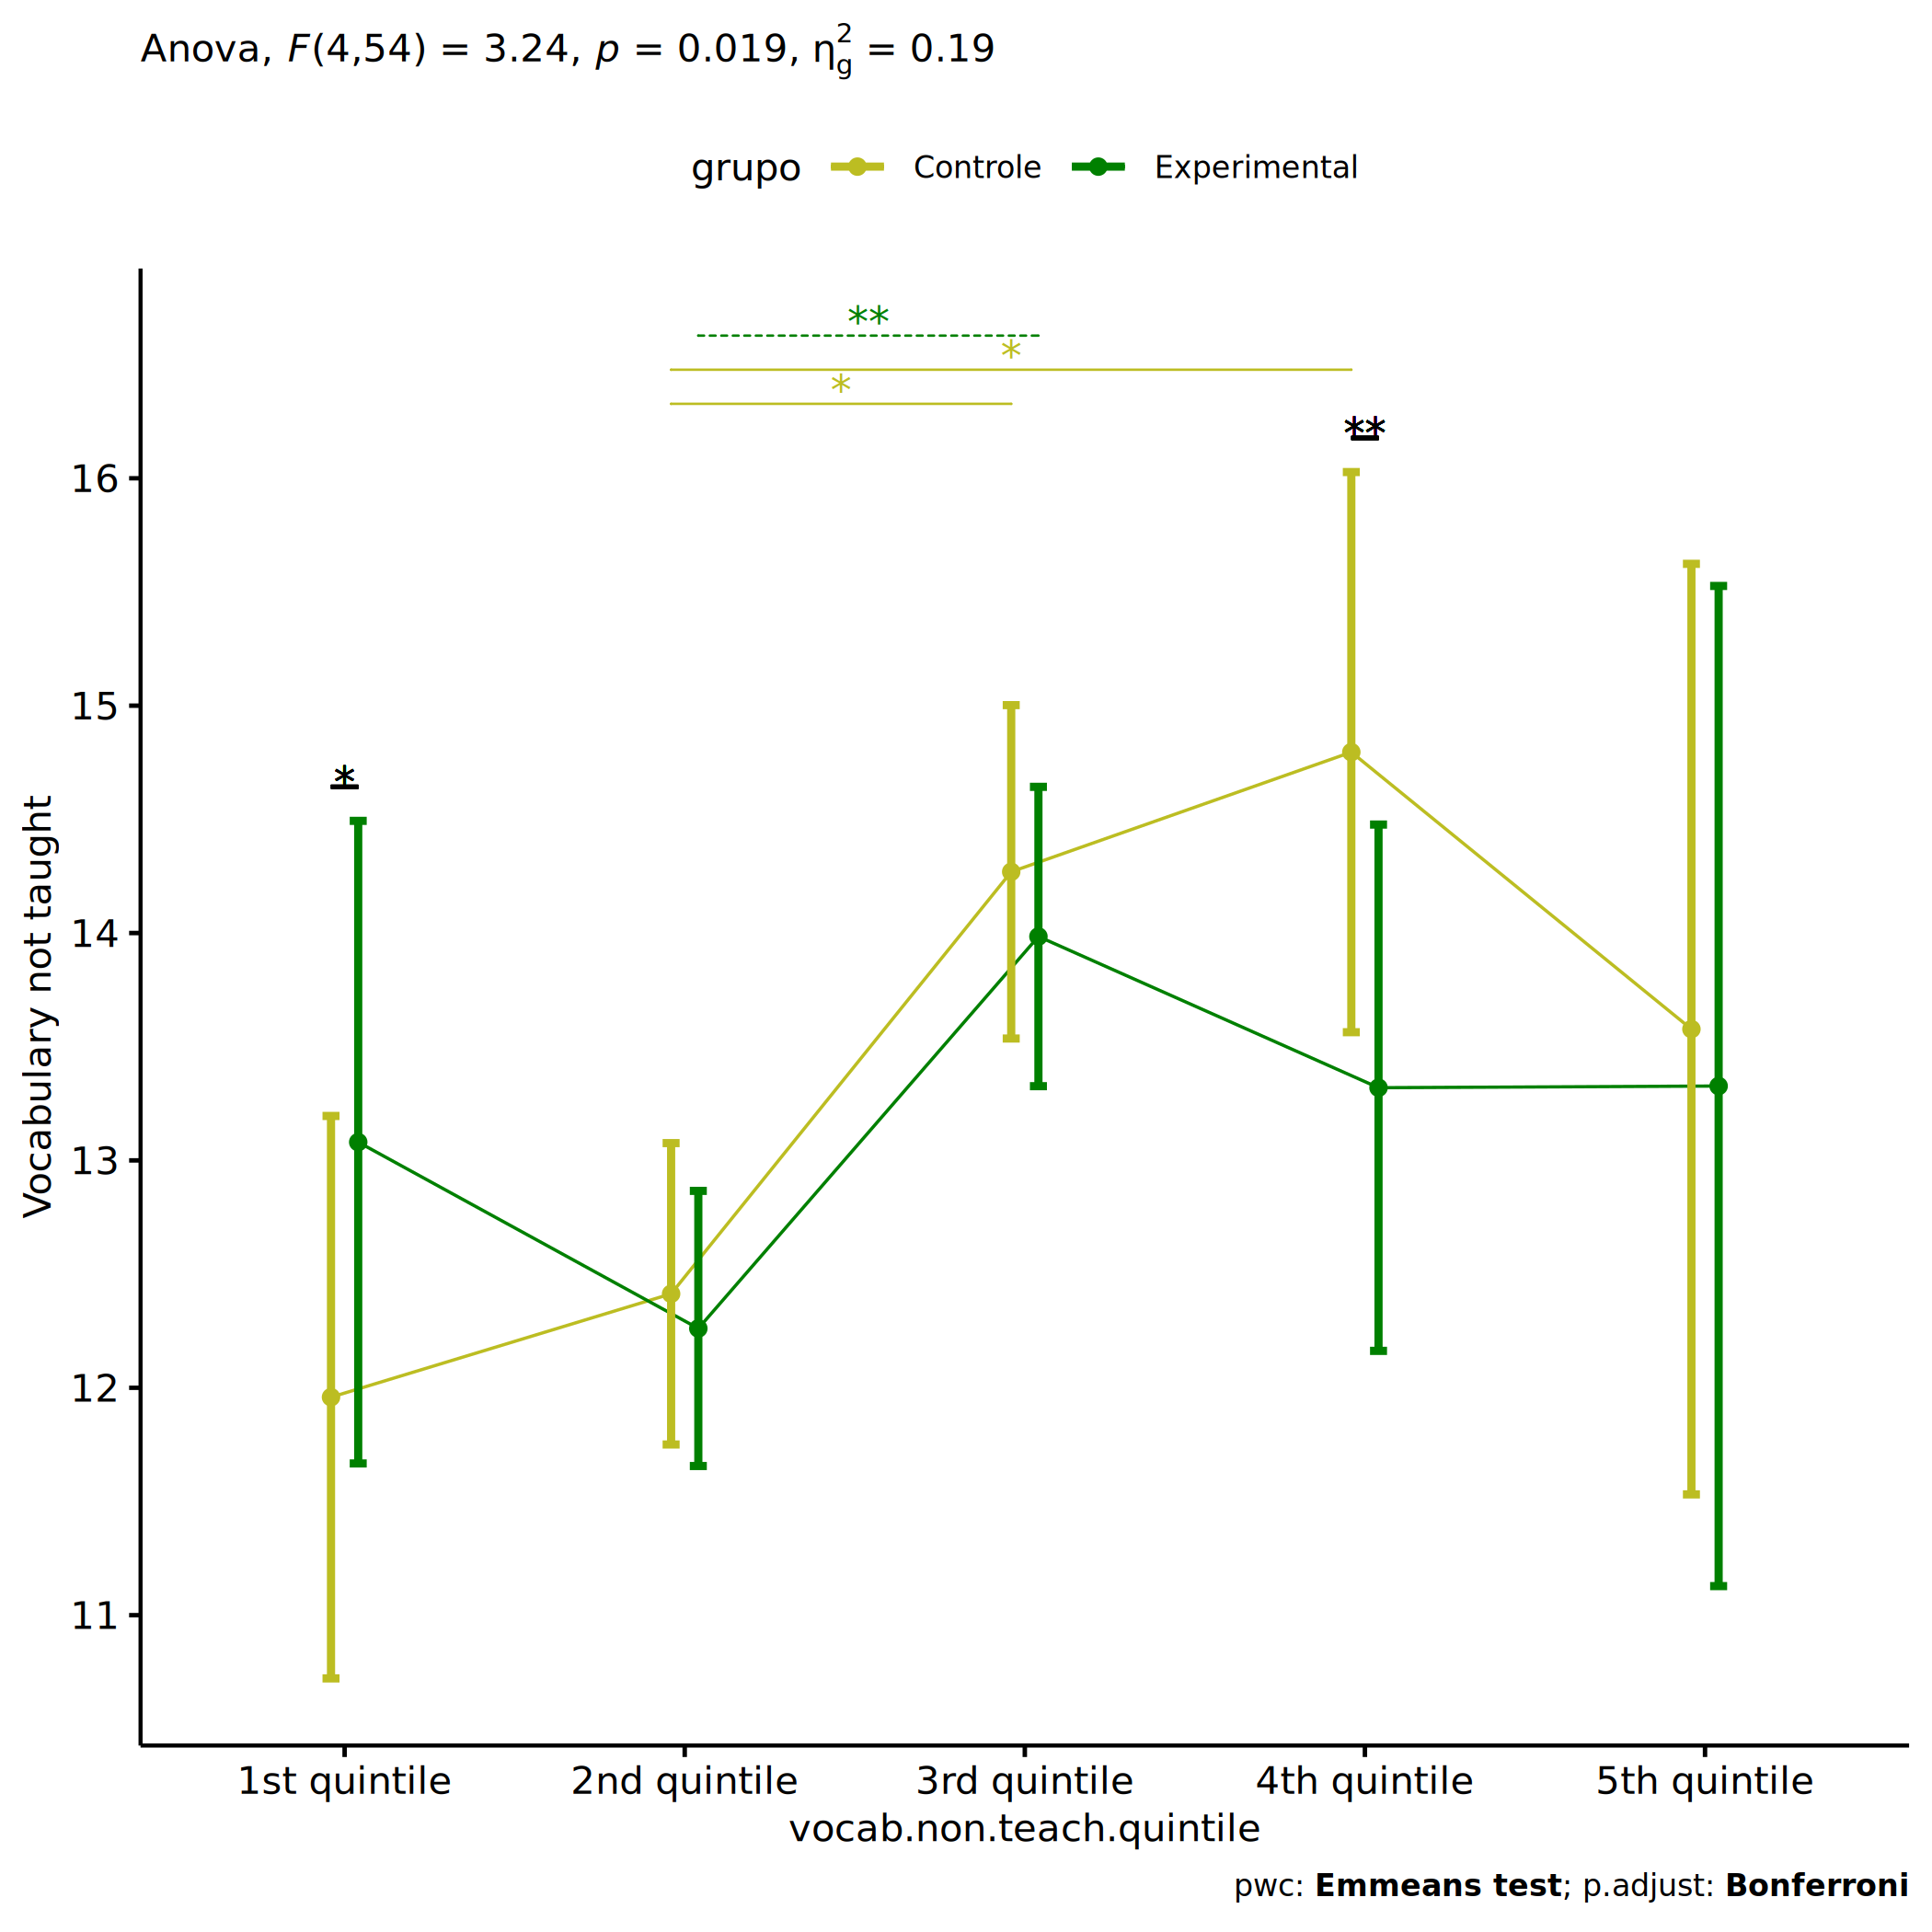 Anova, F(4,54) = 3.24, p = 0.019, η²g = 0.19
grupo Controle Experimental
**
*
*
**
*
16
15
14
13
12
11
Vocabulary not taught
1st quintile 2nd quintile 3rd quintile 4th quintile 5th quintile
vocab.non.teach.quintile
pwc: Emmeans test; p.adjust: Bonferroni